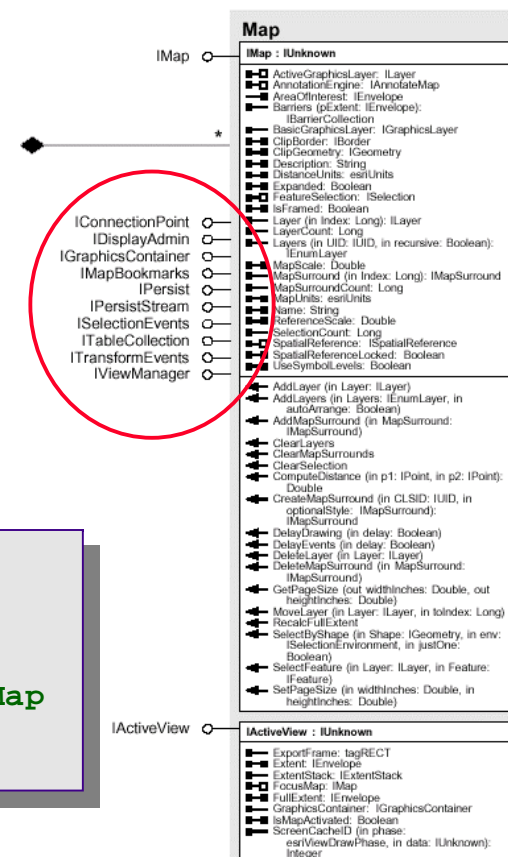 Map
IMap
IMap : IUnknown
ActiveGraphicsLayer: ILayer
AnnotationEngine: IAnnotateMap
AreaOfInterest: IEnvelope
Barriers (pExtent: IEnvelope):
IBarrierCollection
BasicGraphicsLayer: IGraphicsLayer
ClipBorder: IBorder
ClipGeometry: IGeometry
Description: String
DistanceUnits: esriUnits
Expanded: Boolean
FeatureSelection: ISelection
IsFramed: Boolean
Layer (in Index: Long): ILayer
LayerCount: Long
Layers (in UID: IUID, in recursive: Boolean):
IEnumLayer
MapScale: Double
MapSurround (in Index: Long): IMapSurround
MapSurroundCount: Long
MapUnits: esriUnits
Name: String
ReferenceScale: Double
SelectionCount: Long
SpatialReference: ISpatialReference
SpatialReferenceLocked: Boolean
UseSymbolLevels: Boolean
*
IConnectionPoint
IDisplayAdmin
IGraphicsContainer
IMapBookmarks
IPersist
IPersistStream
ISelectionEvents
ITableCollection
ITransformEvents
IViewManager
AddLayer (in Layer: ILayer)
AddLayers (in Layers: IEnumLayer, in
autoArrange: Boolean)
AddMapSurround (in MapSurround:
IMapSurround)
ClearLayers
ClearMapSurrounds
ClearSelection
ComputeDistance (in p1: IPoint, in p2: IPoint):
Double
CreateMapSurround (in CLSID: IUID, in
optionalStyle: IMapSurround):
IMapSurround
DelayDrawing (in delay: Boolean)
DelayEvents (in delay: Boolean)
DeleteLayer (in Layer: ILayer)
DeleteMapSurround (in MapSurround:
IMapSurround)
GetPageSize (out widthInches: Double, out
heightInches: Double)
MoveLayer (in Layer: ILayer, in toIndex: Long)
RecalcFullExtent
SelectByShape (in Shape: IGeometry, in env:
ISelectionEnvironment, in justOne:
Boolean)
SelectFeature (in Layer: ILayer, in Feature:
IFeature)
SetPageSize (in widthInches: Double, in
heightInches: Double)
Map
IActiveView
IActiveView : IUnknown
ExportFrame: tagRECT
Extent: IEnvelope
ExtentStack: IExtentStack
FocusMap: IMap
FullExtent: IEnvelope
GraphicsContainer: IGraphicsContainer
IsMapActivated: Boolean
ScreenCacheID (in phase:
esriViewDrawPhase, in data: IUnknown):
Integer